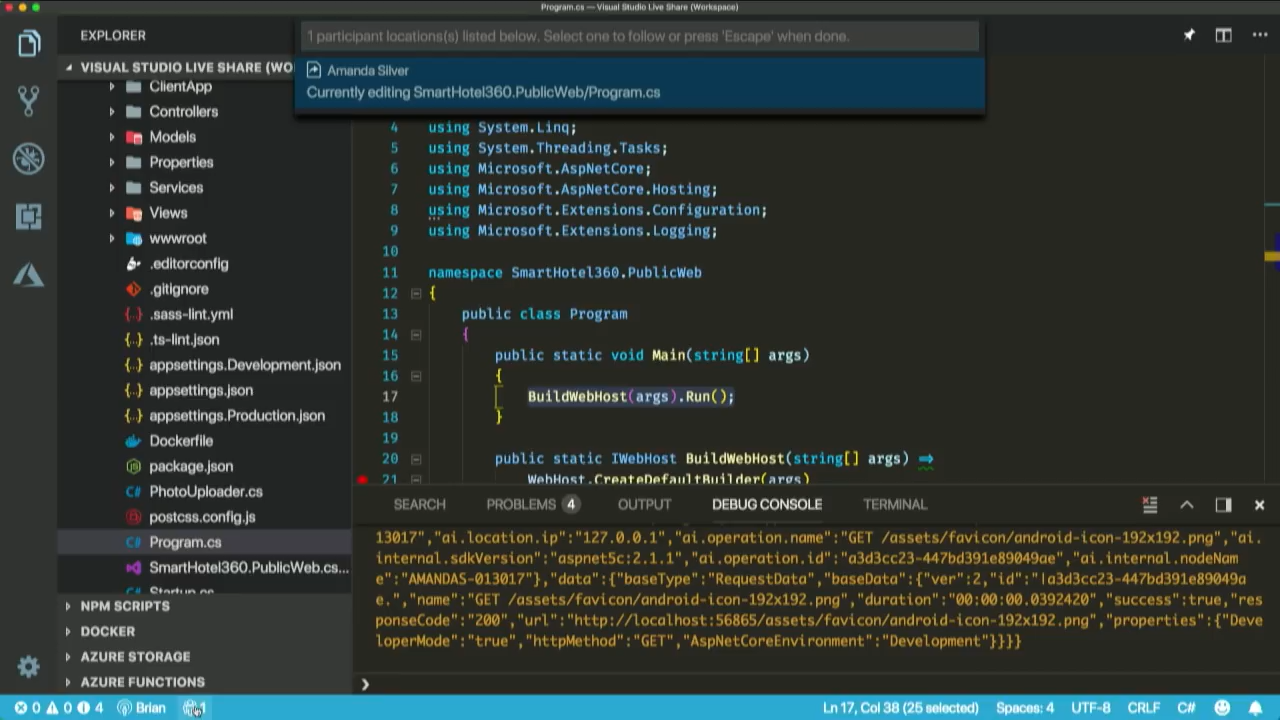 Program.cs — Visual Studio Live Share (Workspace)
EXPLORER
1 participant locations(s) listed below. Select one to follow or press 'Escape' when done.
Amanda Silver
Currently editing SmartHotel360.PublicWeb/Program.cs
VISUAL STUDIO LIVE SHARE (WO
ClientApp
Controllers
Models
Properties
Services
Views
wwwroot
.editorconfig
.gitignore
.sass-lint.yml
.ts-lint.json
appsettings.Development.json
appsettings.json
appsettings.Production.json
Dockerfile
package.json
PhotoUploader.cs
postcss.config.js
Program.cs
SmartHotel360.PublicWeb.cs...
Startup.cs
NPM SCRIPTS
DOCKER
AZURE STORAGE
AZURE FUNCTIONS
4 using System.Linq;
5 using System.Threading.Tasks;
6 using Microsoft.AspNetCore;
7 using Microsoft.AspNetCore.Hosting;
8 using Microsoft.Extensions.Configuration;
9 using Microsoft.Extensions.Logging;
10
11 namespace SmartHotel360.PublicWeb
12 {
13 public class Program
14 {
15 public static void Main(string[] args)
16 {
17 BuildWebHost(args).Run();
18 }
19
20 public static IWebHost BuildWebHost(string[] args) =>
21 WebHost.CreateDefaultBuilder(args)
SEARCH PROBLEMS 4 OUTPUT DEBUG CONSOLE TERMINAL
13017","ai.location.ip":"127.0.0.1","ai.operation.name":"GET /assets/favicon/android-icon-192x192.png","ai.
internal.sdkVersion":"aspnet5c:2.1.1","ai.operation.id":"a3d3cc23-447bd391e89049ae","ai.internal.nodeNam
e":"AMANDAS-013017"},"data":{"baseType":"RequestData","baseData":{"ver":2,"id":"|a3d3cc23-447bd391e89049a
e.","name":"GET /assets/favicon/android-icon-192x192.png","duration":"00:00:00.0392420","success":true,"res
ponseCode":"200","url":"http://localhost:56865/assets/favicon/android-icon-192x192.png","properties":{"Deve
loperMode":"true","httpMethod":"GET","AspNetCoreEnvironment":"Development"}}}}
0 0 4 Brian 1 Ln 17, Col 38 (25 selected) Spaces: 4 UTF-8 CRLF C#